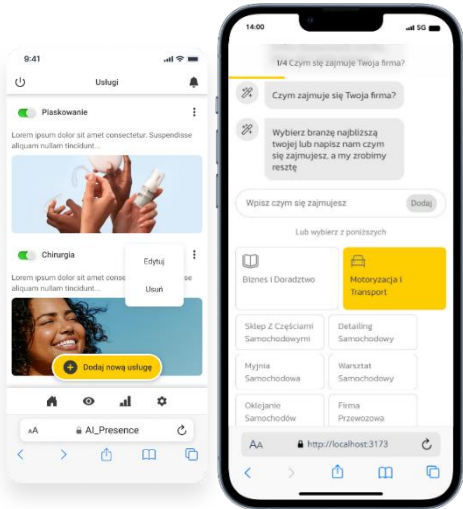 9:41
Usługi
Piaskowanie
Lorem ipsum dolor sit amet consectetur. Suspendisse
aliquam nullam tincidunt...
Chirurgia
Lorem ipsum dolor sit amet conse
se
aliquam nullam tincidunt...
Edytuj
Usuń
Dodaj nową usługę
AA
AI_Presence
14:00
5G
1/4 Czym się zajmuje Twoja firma?
Czym zajmuje się Twoja firma?
Wybierz branżę najbliższą
twojej lub napisz nam czym
się zajmujesz, a my zrobimy
resztę
Wpisz czym się zajmujesz
Dodaj
Lub wybierz z poniższych
Biznes i Doradztwo
Motoryzacja i
Transport
Sklep Z Częściami
Samochodowymi
Detailing
Samochodowy
Myjnia
Samochodowa
Warsztat
Samochodowy
Oklejanie
Samochodów
Firma
Przewozowa
AA
http://localhost:3173